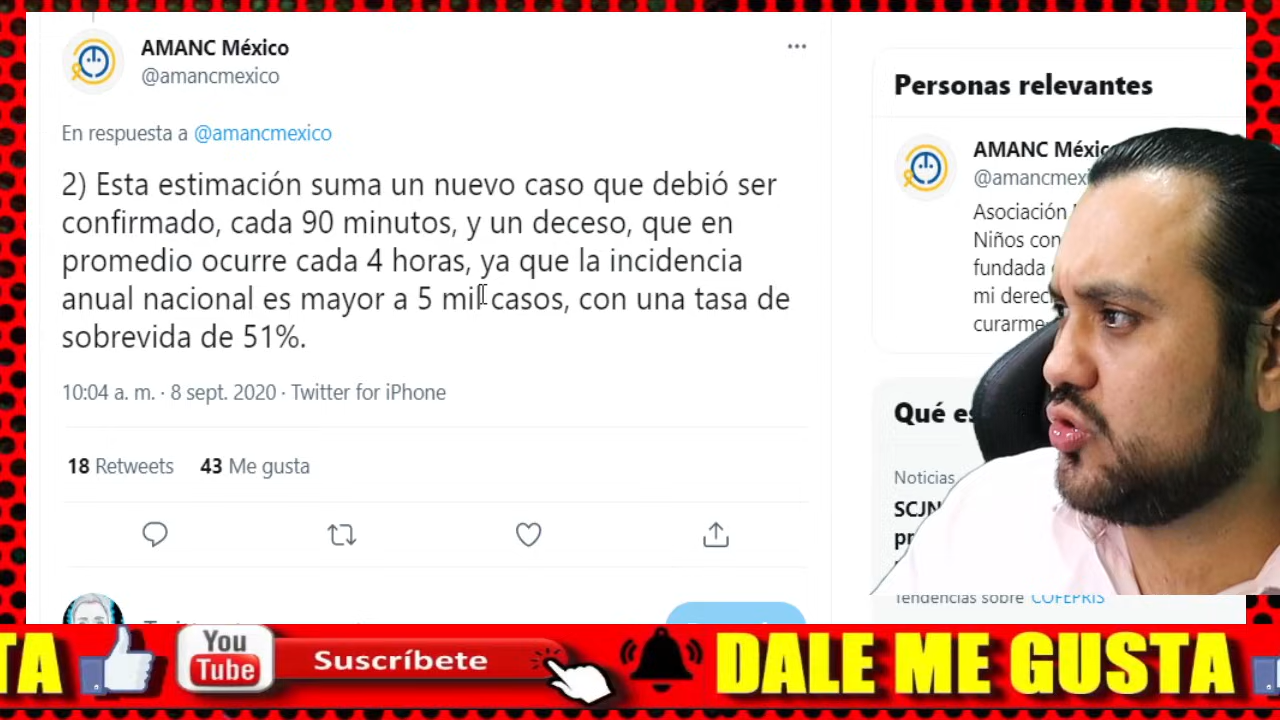 AMANC México
@amancmexico
En respuesta a @amancmexico
2) Esta estimación suma un nuevo caso que debió ser
confirmado, cada 90 minutos, y un deceso, que en
promedio ocurre cada 4 horas, ya que la incidencia
anual nacional es mayor a 5 mil casos, con una tasa de
sobrevida de 51%.
10:04 a. m. · 8 sept. 2020 · Twitter for iPhone
18 Retweets 43 Me gusta
Personas relevantes
AMANC Méxic
@amancmexi
Asociación
Niños con
fundada
mi derec
curarme
Qué es
Noticias
SCJN
pr
Tendencias sobre COFEPRIS
TA
You
Tube
Suscríbete
DALE ME GUSTA